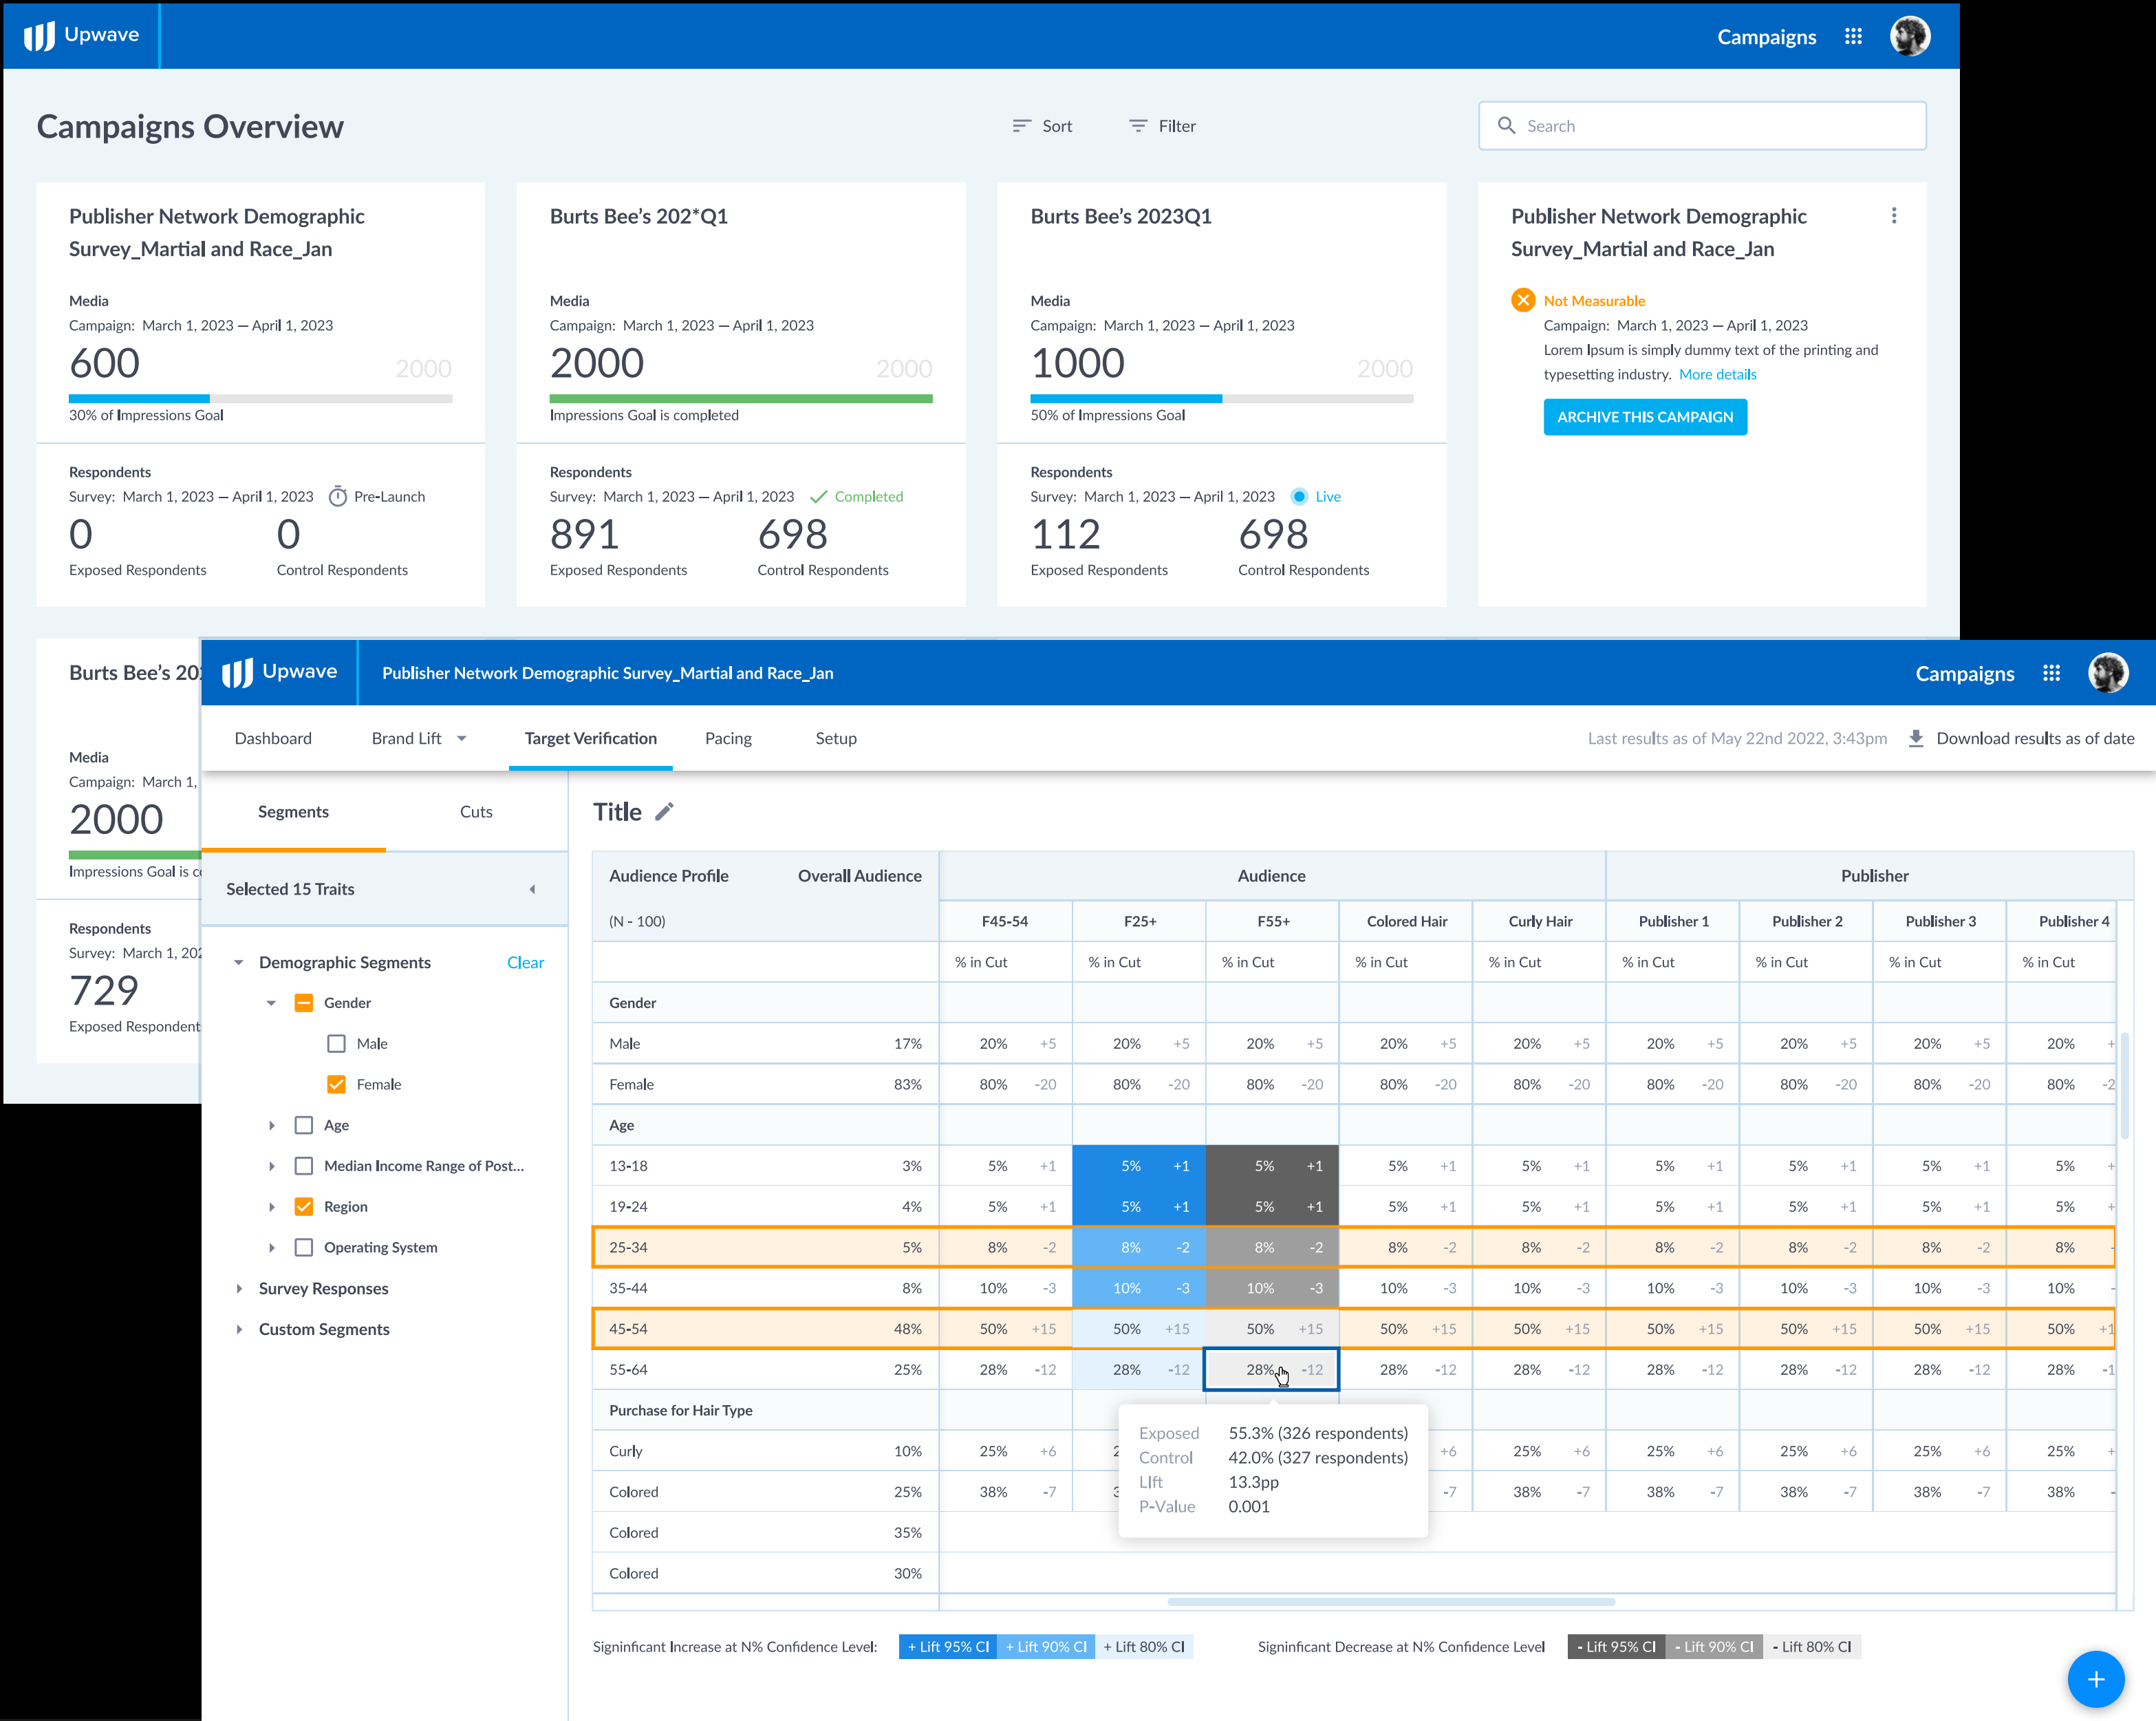 Upwave
Campaigns
Campaigns Overview
Sort
Filter
Search
Publisher Network Demographic
Survey_Martial and Race_Jan
Media
Campaign: March 1, 2023 — April 1, 2023
600 2000
30% of Impressions Goal
Respondents
Survey: March 1, 2023 — April 1, 2023 Pre-Launch
0 0
Exposed Respondents Control Respondents
Burts Bee’s 202*Q1
Media
Campaign: March 1, 2023 — April 1, 2023
2000 2000
Impressions Goal is completed
Respondents
Survey: March 1, 2023 — April 1, 2023 Completed
891 698
Exposed Respondents Control Respondents
Burts Bee’s 2023Q1
Media
Campaign: March 1, 2023 — April 1, 2023
1000 2000
50% of Impressions Goal
Respondents
Survey: March 1, 2023 — April 1, 2023 Live
112 698
Exposed Respondents Control Respondents
Publisher Network Demographic
Survey_Martial and Race_Jan
Not Measurable
Campaign: March 1, 2023 — April 1, 2023
Lorem Ipsum is simply dummy text of the printing and
typesetting industry. More details
ARCHIVE THIS CAMPAIGN
Burts Bee’s
Media
Campaign: March 1,
2000
Impressions Goal is
Respondents
Survey: March 1,
729
Exposed
Upwave
Publisher Network Demographic Survey_Martial and Race_Jan
Campaigns
Dashboard Brand Lift Target Verification Pacing Setup
Last results as of May 22nd 2022, 3:43pm Download results as of date
Segments Cuts
Selected 15 Traits
Demographic Segments Clear
Gender
Male
Female
Age
Median Income Range of Post...
Region
Operating System
Survey Responses
Custom Segments
Title
Audience Profile Overall Audience Audience Publisher
(N - 100) F45-54 F25+ F55+ Colored Hair Curly Hair Publisher 1 Publisher 2 Publisher 3 Publisher 4
% in Cut % in Cut % in Cut % in Cut % in Cut % in Cut % in Cut % in Cut % in Cut
Gender
Male 17% 20% +5 20% +5 20% +5 20% +5 20% +5 20% +5 20% +5 20% +5 20%
Female 83% 80% -20 80% -20 80% -20 80% -20 80% -20 80% -20 80% -20 80% -20 80%
Age
13-18 3% 5% +1 5% +1 5% +1 5% +1 5% +1 5% +1 5% +1 5% +1 5%
19-24 4% 5% +1 5% +1 5% +1 5% +1 5% +1 5% +1 5% +1 5% +1 5%
25-34 5% 8% -2 8% -2 8% -2 8% -2 8% -2 8% -2 8% -2 8% -2 8%
35-44 8% 10% -3 10% -3 10% -3 10% -3 10% -3 10% -3 10% -3 10% -3 10%
45-54 48% 50% +15 50% +15 50% +15 50% +15 50% +15 50% +15 50% +15 50% +15 50%
55-64 25% 28% -12 28% -12 28% -12 28% -12 28% -12 28% -12 28% -12 28% -12 28%
Purchase for Hair Type
Curly 10% 25% +6 +6 25% +6 25% +6 25% +6 25% +6 25%
Colored 25% 38% -7 -7 38% -7 38% -7 38% -7 38% -7 38%
Colored 35%
Colored 30%
Exposed 55.3% (326 respondents)
Control 42.0% (327 respondents)
LIft 13.3pp
P-Value 0.001
Signinficant Increase at N% Confidence Level: + Lift 95% CI + Lift 90% CI + Lift 80% CI
Signinficant Decrease at N% Confidence Level - Lift 95% CI - Lift 90% CI - Lift 80% CI